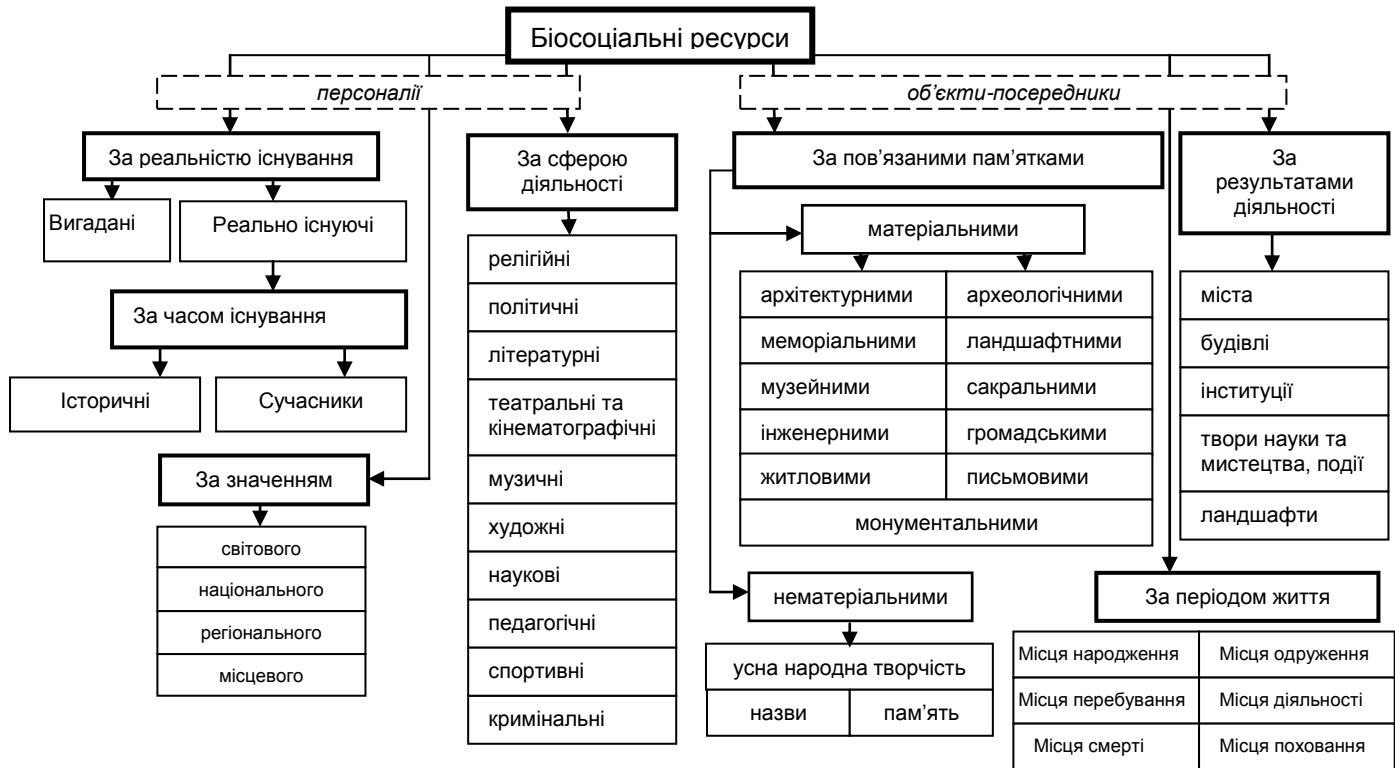 Біосоціальні ресурси
персоналії
об’єкти-посередники
За реальністю існування
Вигадані
Реально існуючі
За часом існування
Історичні
Сучасники
За значенням
світового
національного
регіонального
місцевого
За сферою
діяльності
релігійні
політичні
літературні
театральні та
кінематографічні
музичні
художні
наукові
педагогічні
спортивні
кримінальні
За пов’язаними пам’ятками
матеріальними
архітектурними
археологічними
меморіальними
ландшафтними
музейними
сакральними
інженерними
громадськими
житловими
письмовими
монументальними
нематеріальними
усна народна творчість
назви
пам’ять
За
результатами
діяльності
міста
будівлі
інституції
твори науки та
мистецтва, події
ландшафти
За періодом життя
Місця народження
Місця одруження
Місця перебування
Місця діяльності
Місця смерті
Місця поховання